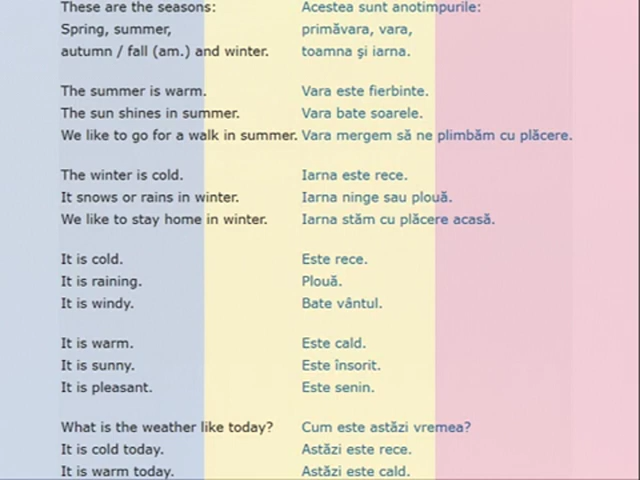 These are the seasons: Acestea sunt anotimpurile:
Spring, summer, primăvara, vara,
autumn / fall (am.) and winter. toamna şi iarna.
The summer is warm. Vara este fierbinte.
The sun shines in summer. Vara bate soarele.
We like to go for a walk in summer. Vara mergem să ne plimbăm cu plăcere.
The winter is cold. Iarna este rece.
It snows or rains in winter. Iarna ninge sau plouă.
We like to stay home in winter. Iarna stăm cu plăcere acasă.
It is cold. Este rece.
It is raining. Plouă.
It is windy. Bate vântul.
It is warm. Este cald.
It is sunny. Este însorit.
It is pleasant. Este senin.
What is the weather like today? Cum este astăzi vremea?
It is cold today. Astăzi este rece.
It is warm today. Astăzi este cald.